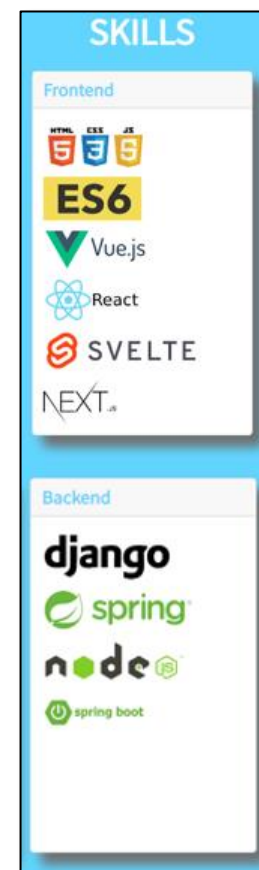 SKILLS
Frontend
HTML CSS JS
5 3 5
ES6
Vue.js
React
SVELTE
NEXT.JS
Backend
django
spring
node JS
spring boot